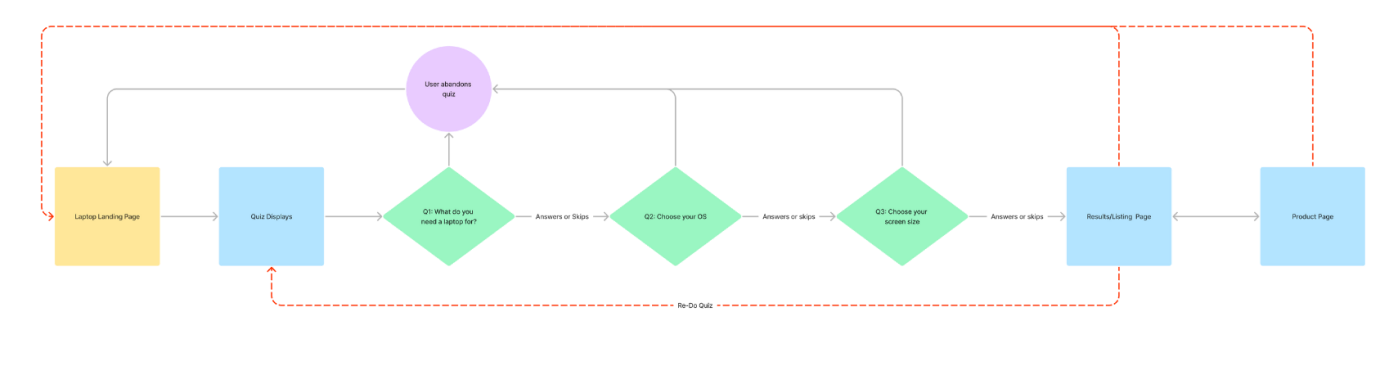 User abandons
quiz
Laptop Landing Page
Quiz Displays
Q1: What do you
need a laptop for?
Answers or Skips
Q2: Choose your OS
Answers or skips
Q3: Choose your
screen size
Answers or skips
Results/Listing Page
Product Page
Re-Do Quiz